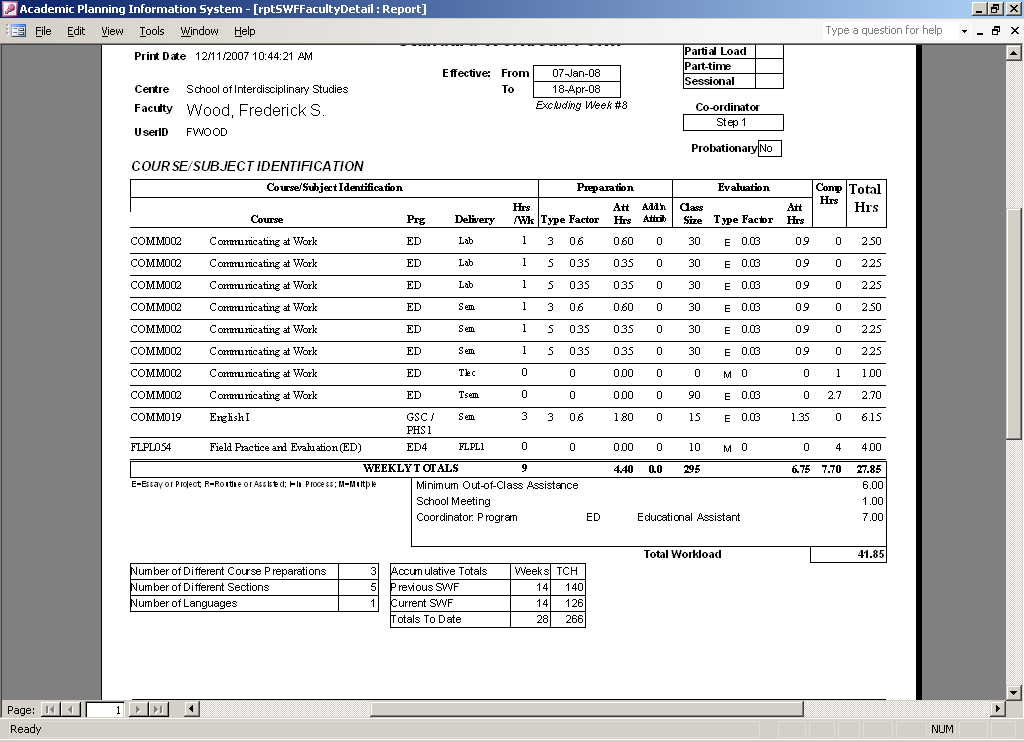 Academic Planning Information System - [rptSWFFacultyDetail : Report]
File Edit View Tools Window Help Type a question for help
Print Date 12/11/2007 10:44:21 AM
Partial Load
Part-time
Sessional
Effective: From 07-Jan-08
To 18-Apr-08
Excluding Week #8
Centre School of Interdisciplinary Studies
Faculty Wood, Frederick S.
UserID FWOOD
Co-ordinator
Step 1
Probationary No
COURSE/SUBJECT IDENTIFICATION
Course/Subject Identification Preparation Evaluation Comp Hrs Total Hrs
Course Prg Delivery Hrs /Wk Type Factor Att Hrs Add'n Attrib Class Size Type Factor Att Hrs
COMM002 Communicating at Work ED Lab 1 3 0.6 0.60 0 30 E 0.03 0.9 0 2.50
COMM002 Communicating at Work ED Lab 1 5 0.35 0.35 0 30 E 0.03 0.9 0 2.25
COMM002 Communicating at Work ED Lab 1 5 0.35 0.35 0 30 E 0.03 0.9 0 2.25
COMM002 Communicating at Work ED Sem 1 3 0.6 0.60 0 30 E 0.03 0.9 0 2.50
COMM002 Communicating at Work ED Sem 1 5 0.35 0.35 0 30 E 0.03 0.9 0 2.25
COMM002 Communicating at Work ED Sem 1 5 0.35 0.35 0 30 E 0.03 0.9 0 2.25
COMM002 Communicating at Work ED Tlec 0 0 0.00 0 0 M 0 0 1 1.00
COMM002 Communicating at Work ED Tsem 0 0 0.00 0 90 E 0.03 0 2.7 2.70
COMM019 English I GSC / PHS1 Sem 3 3 0.6 1.80 0 15 E 0.03 1.35 0 6.15
FLPL054 Field Practice and Evaluation (ED) ED4 FLPL1 0 0 0.00 0 10 M 0 0 4 4.00
WEEKLY TOTALS 9 4.40 0.0 295 6.75 7.70 27.85
E=Essay or Project; R=Routine or Assisted; I=In Process; M=Multiple
Minimum Out-of-Class Assistance 6.00
School Meeting 1.00
Coordinator: Program ED Educational Assistant 7.00
Total Workload 41.85
Number of Different Course Preparations 3
Number of Different Sections 5
Number of Languages 1
Accumulative Totals Weeks TCH
Previous SWF 14 140
Current SWF 14 126
Totals To Date 28 266
Page: 1
Ready NUM